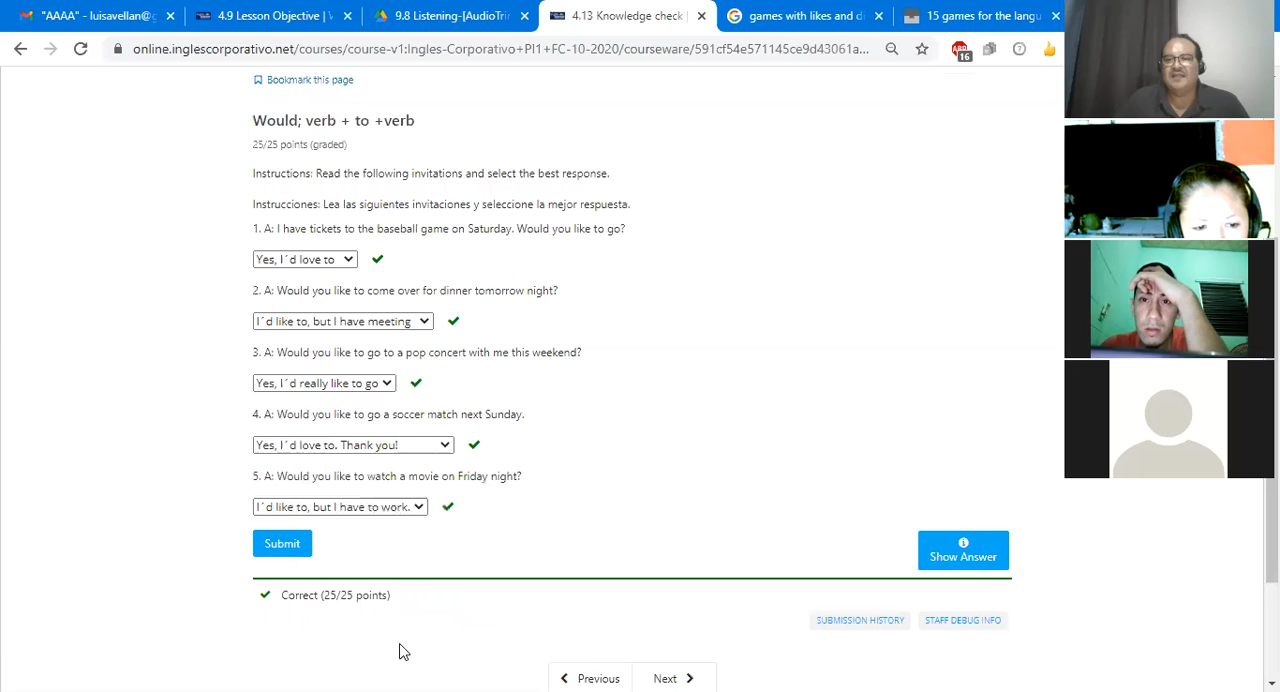 "AAAA" - luisavellan@g
4.9 Lesson Objective | V
9.8 Listening-[AudioTrim
4.13 Knowledge check |
games with likes and di
15 games for the langu
online.inglescorporativo.net/courses/course-v1:Ingles-Corporativo+PI1+FC-10-2020/courseware/591cf54e571145ce9d43061a...
16
Bookmark this page
Would; verb + to +verb
25/25 points (graded)
Instructions: Read the following invitations and select the best response.
Instrucciones: Lea las siguientes invitaciones y seleccione la mejor respuesta.
1. A: I have tickets to the baseball game on Saturday. Would you like to go?
Yes, I´d love to
2. A: Would you like to come over for dinner tomorrow night?
I´d like to, but I have meeting
3. A: Would you like to go to a pop concert with me this weekend?
Yes, I´d really like to go
4. A: Would you like to go a soccer match next Sunday.
Yes, I´d love to. Thank you!
5. A: Would you like to watch a movie on Friday night?
I´d like to, but I have to work.
Submit
Show Answer
Correct (25/25 points)
SUBMISSION HISTORY
STAFF DEBUG INFO
Previous
Next